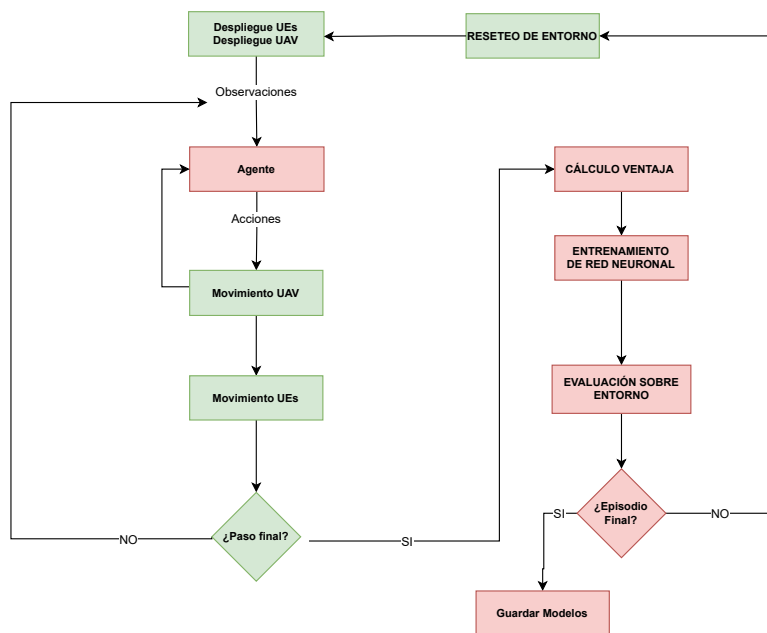 Despliegue UEs
Despliegue UAV
RESETEO DE ENTORNO
Observaciones
Agente
Acciones
Movimiento UAV
Movimiento UEs
¿Paso final?
NO
SI
CÁLCULO VENTAJA
ENTRENAMIENTO
DE RED NEURONAL
EVALUACIÓN SOBRE
ENTORNO
¿Episodio
Final?
SI
NO
Guardar Modelos